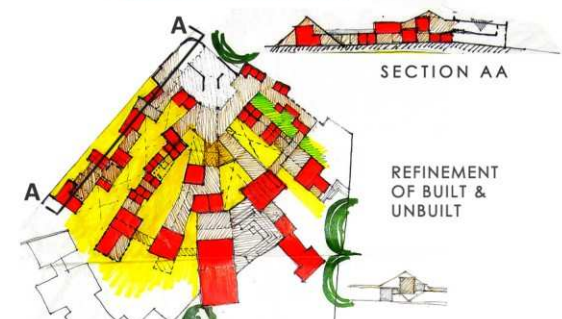 A
SECTION AA
A
REFINEMENT
OF BUILT &
UNBUILT